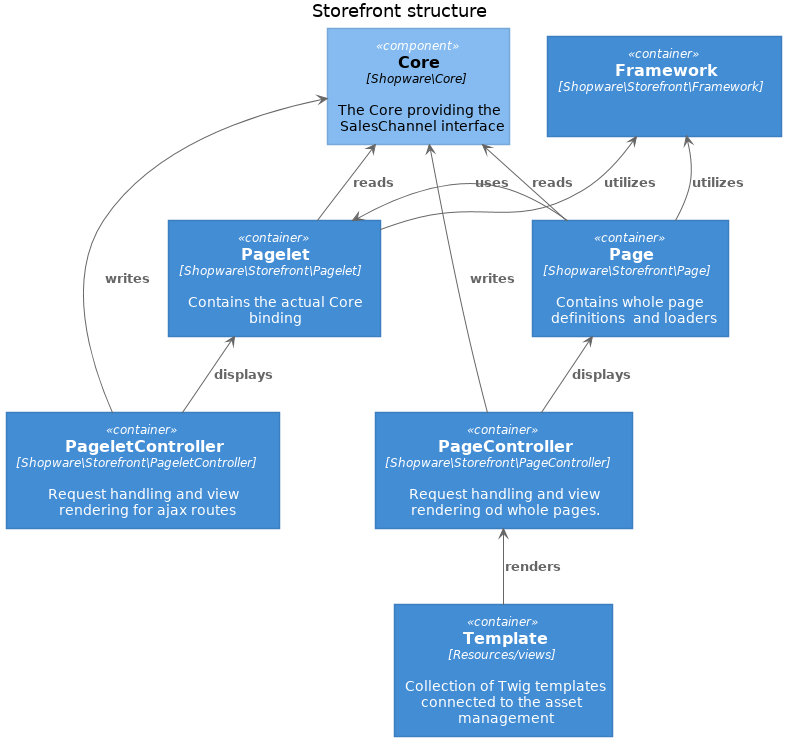 Storefront structure
«component»
Core
[Shopware\Core]
The Core providing the
SalesChannel interface
«container»
Framework
[Shopware\Storefront\Framework]
reads
uses
reads
utilizes
utilizes
«container»
Pagelet
[Shopware\Storefront\Pagelet]
Contains the actual Core
binding
«container»
Page
[Shopware\Storefront\Page]
Contains whole page
definitions and loaders
writes
writes
displays
displays
«container»
PageletController
[Shopware\Storefront\PageletController]
Request handling and view
rendering for ajax routes
«container»
PageController
[Shopware\Storefront\PageController]
Request handling and view
rendering od whole pages.
renders
«container»
Template
[Resources/views]
Collection of Twig templates
connected to the asset
management